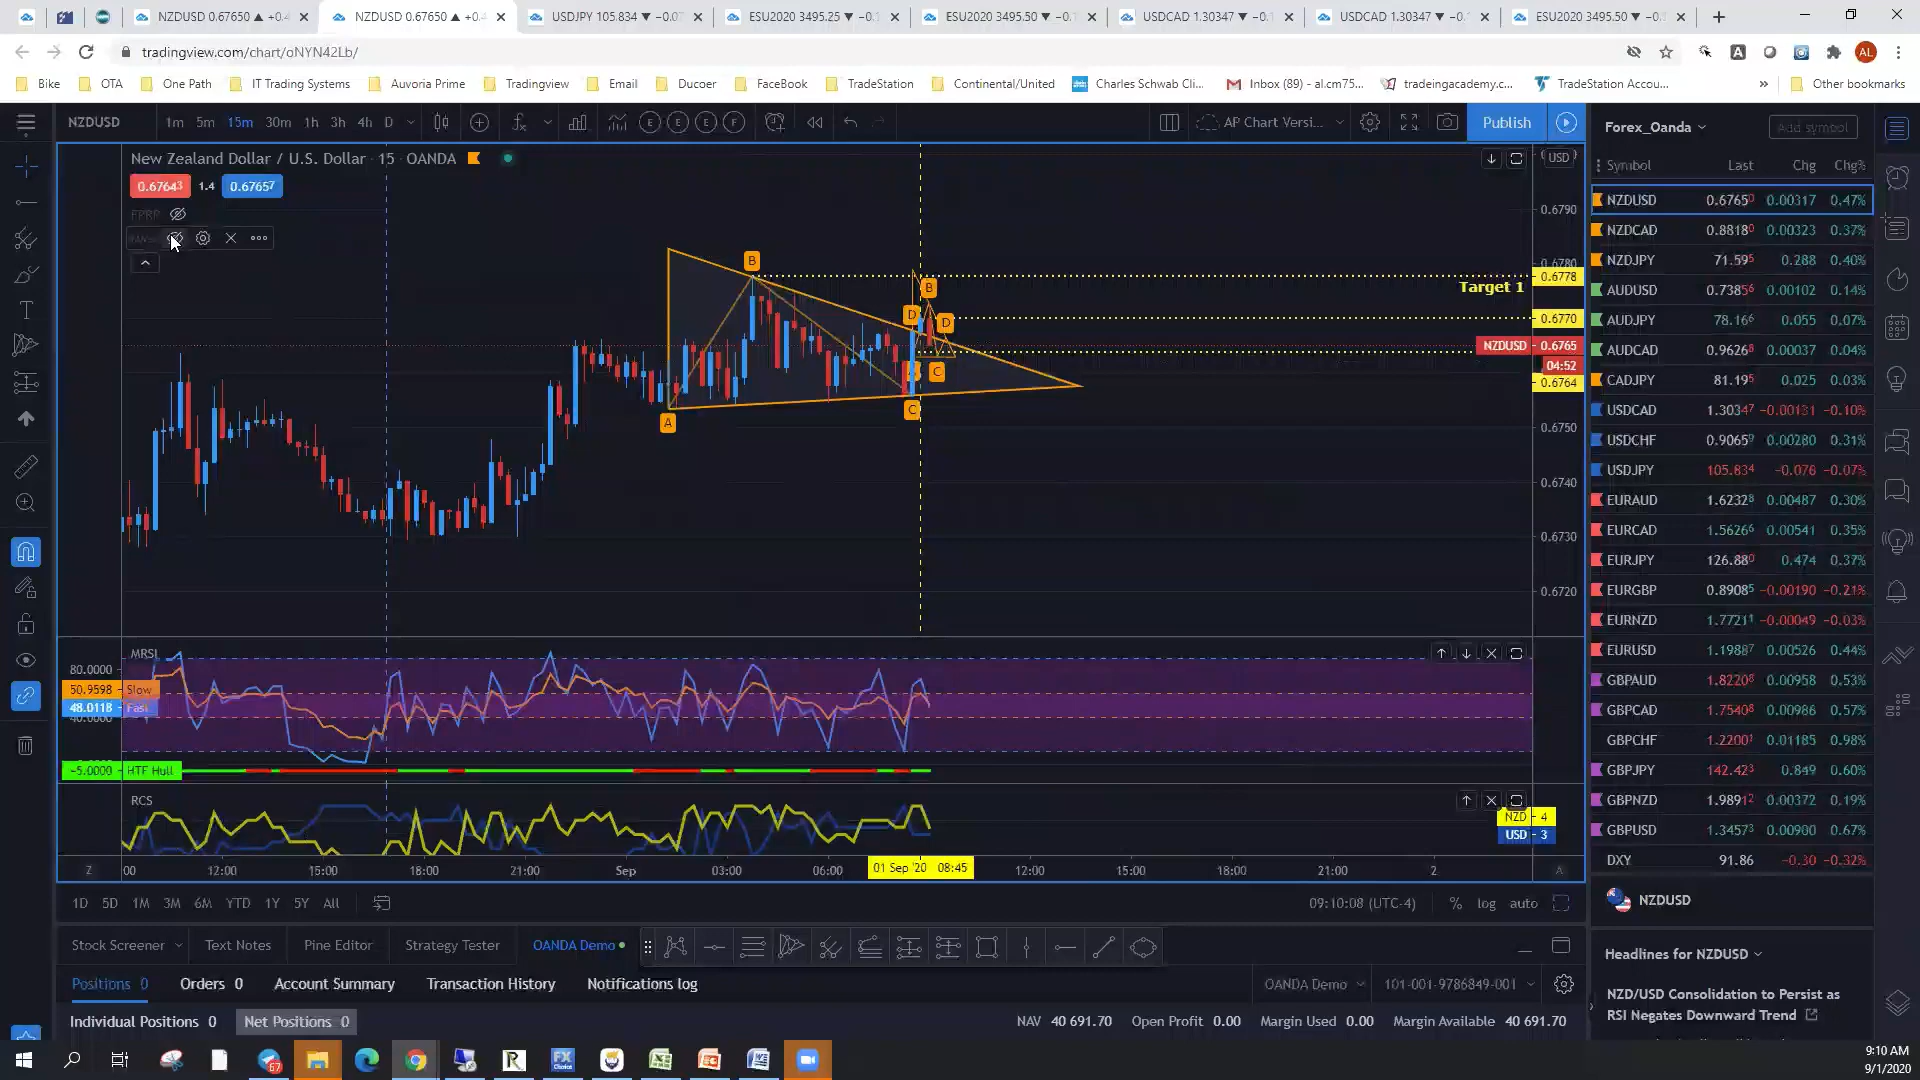 NZDUSD 0.67650 ▲ +0.4
NZDUSD 0.67650 ▲ +0.4
USDJPY 105.834 ▼ −0.07
ESU2020 3495.25 ▼ −0.1
ESU2020 3495.50 ▼ −0.1
USDCAD 1.30347 ▼ −0.1
USDCAD 1.30347 ▼ −0.1
ESU2020 3495.50 ▼ −0.
tradingview.com/chart/oNYN42Lb/
AL
Bike
OTA
One Path
IT Trading Systems
Auvoria Prime
Tradingview
Email
Ducoer
FaceBook
TradeStation
Continental/United
Charles Schwab Cli...
Inbox (89) - al.cm75...
tradeingacademy.c...
TradeStation Accou...
Other bookmarks
NZDUSD
1m 5m 15m 30m 1h 3h 4h D
AP Chart Versi...
Publish
Forex_Oanda
Add symbol
New Zealand Dollar / U.S. Dollar · 15 · OANDA
USD
0.67643 1.4 0.67657
FPRP
Symbol Last Chg Chg%
NZDUSD 0.67650 0.00317 0.47%
NZDCAD 0.88180 0.00323 0.37%
NZDJPY 71.595 0.288 0.40%
AUDUSD 0.73856 0.00102 0.14%
AUDJPY 78.166 0.055 0.07%
AUDCAD 0.96268 0.00037 0.04%
CADJPY 81.195 0.025 0.03%
USDCAD 1.30347 −0.00131 −0.10%
USDCHF 0.90659 0.00280 0.31%
USDJPY 105.834 −0.076 −0.07%
EURAUD 1.62328 0.00487 0.30%
EURCAD 1.56266 0.00541 0.35%
EURJPY 126.880 0.474 0.37%
EURGBP 0.89085 −0.00190 −0.21%
EURNZD 1.77211 −0.00049 −0.03%
EURUSD 1.19887 0.00526 0.44%
GBPAUD 1.82208 0.00958 0.53%
GBPCAD 1.75408 0.00986 0.57%
GBPCHF 1.22001 0.01185 0.98%
GBPJPY 142.423 0.849 0.60%
GBPNZD 1.98912 0.00372 0.19%
GBPUSD 1.34573 0.00900 0.67%
DXY 91.86 −0.30 −0.32%
0.6790
0.6780
0.6778
Target 1
0.6770
NZDUSD 0.6765
04:52
0.6764
0.6750
0.6740
0.6730
0.6720
B
B
D
D
C
C
A
MRSI
80.0000
50.9598 Slow
48.0118 Fast
40.0000
−5.0000 HTF Hull
RCS
NZD 4
USD 3
Z
:00 12:00 15:00 18:00 21:00 Sep 03:00 06:00 01 Sep '20 08:45 12:00 15:00 18:00 21:00 2
A
1D 5D 1M 3M 6M YTD 1Y 5Y All
09:10:08 (UTC-4) % log auto
NZDUSD
Stock Screener
Text Notes
Pine Editor
Strategy Tester
OANDA Demo
Headlines for NZDUSD
NZD/USD Consolidation to Persist as
RSI Negates Downward Trend
Positions 0
Orders 0
Account Summary
Transaction History
Notifications log
OANDA Demo
101-001-9786849-001
Individual Positions 0
Net Positions 0
NAV 40 691.70
Open Profit 0.00
Margin Used 0.00
Margin Available 40 691.70
67
R
FX
Choice
9:10 AM
9/1/2020